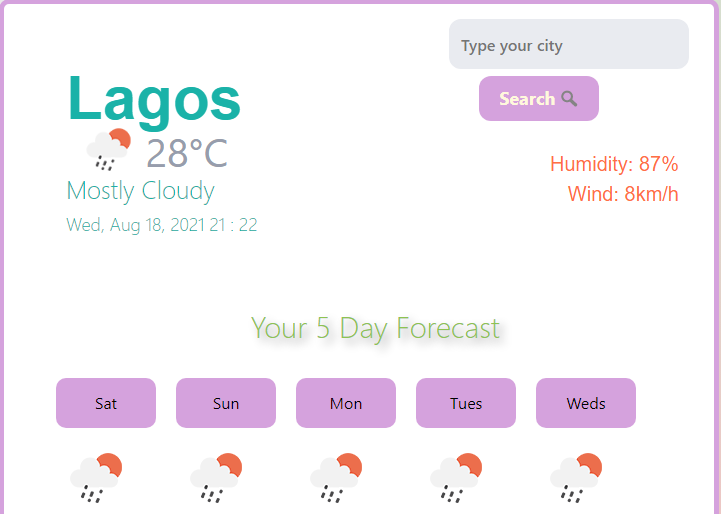 Type your city
Search
Lagos
28°C
Mostly Cloudy
Wed, Aug 18, 2021 21 : 22
Humidity: 87%
Wind: 8km/h
Your 5 Day Forecast
Sat Sun Mon Tues Weds